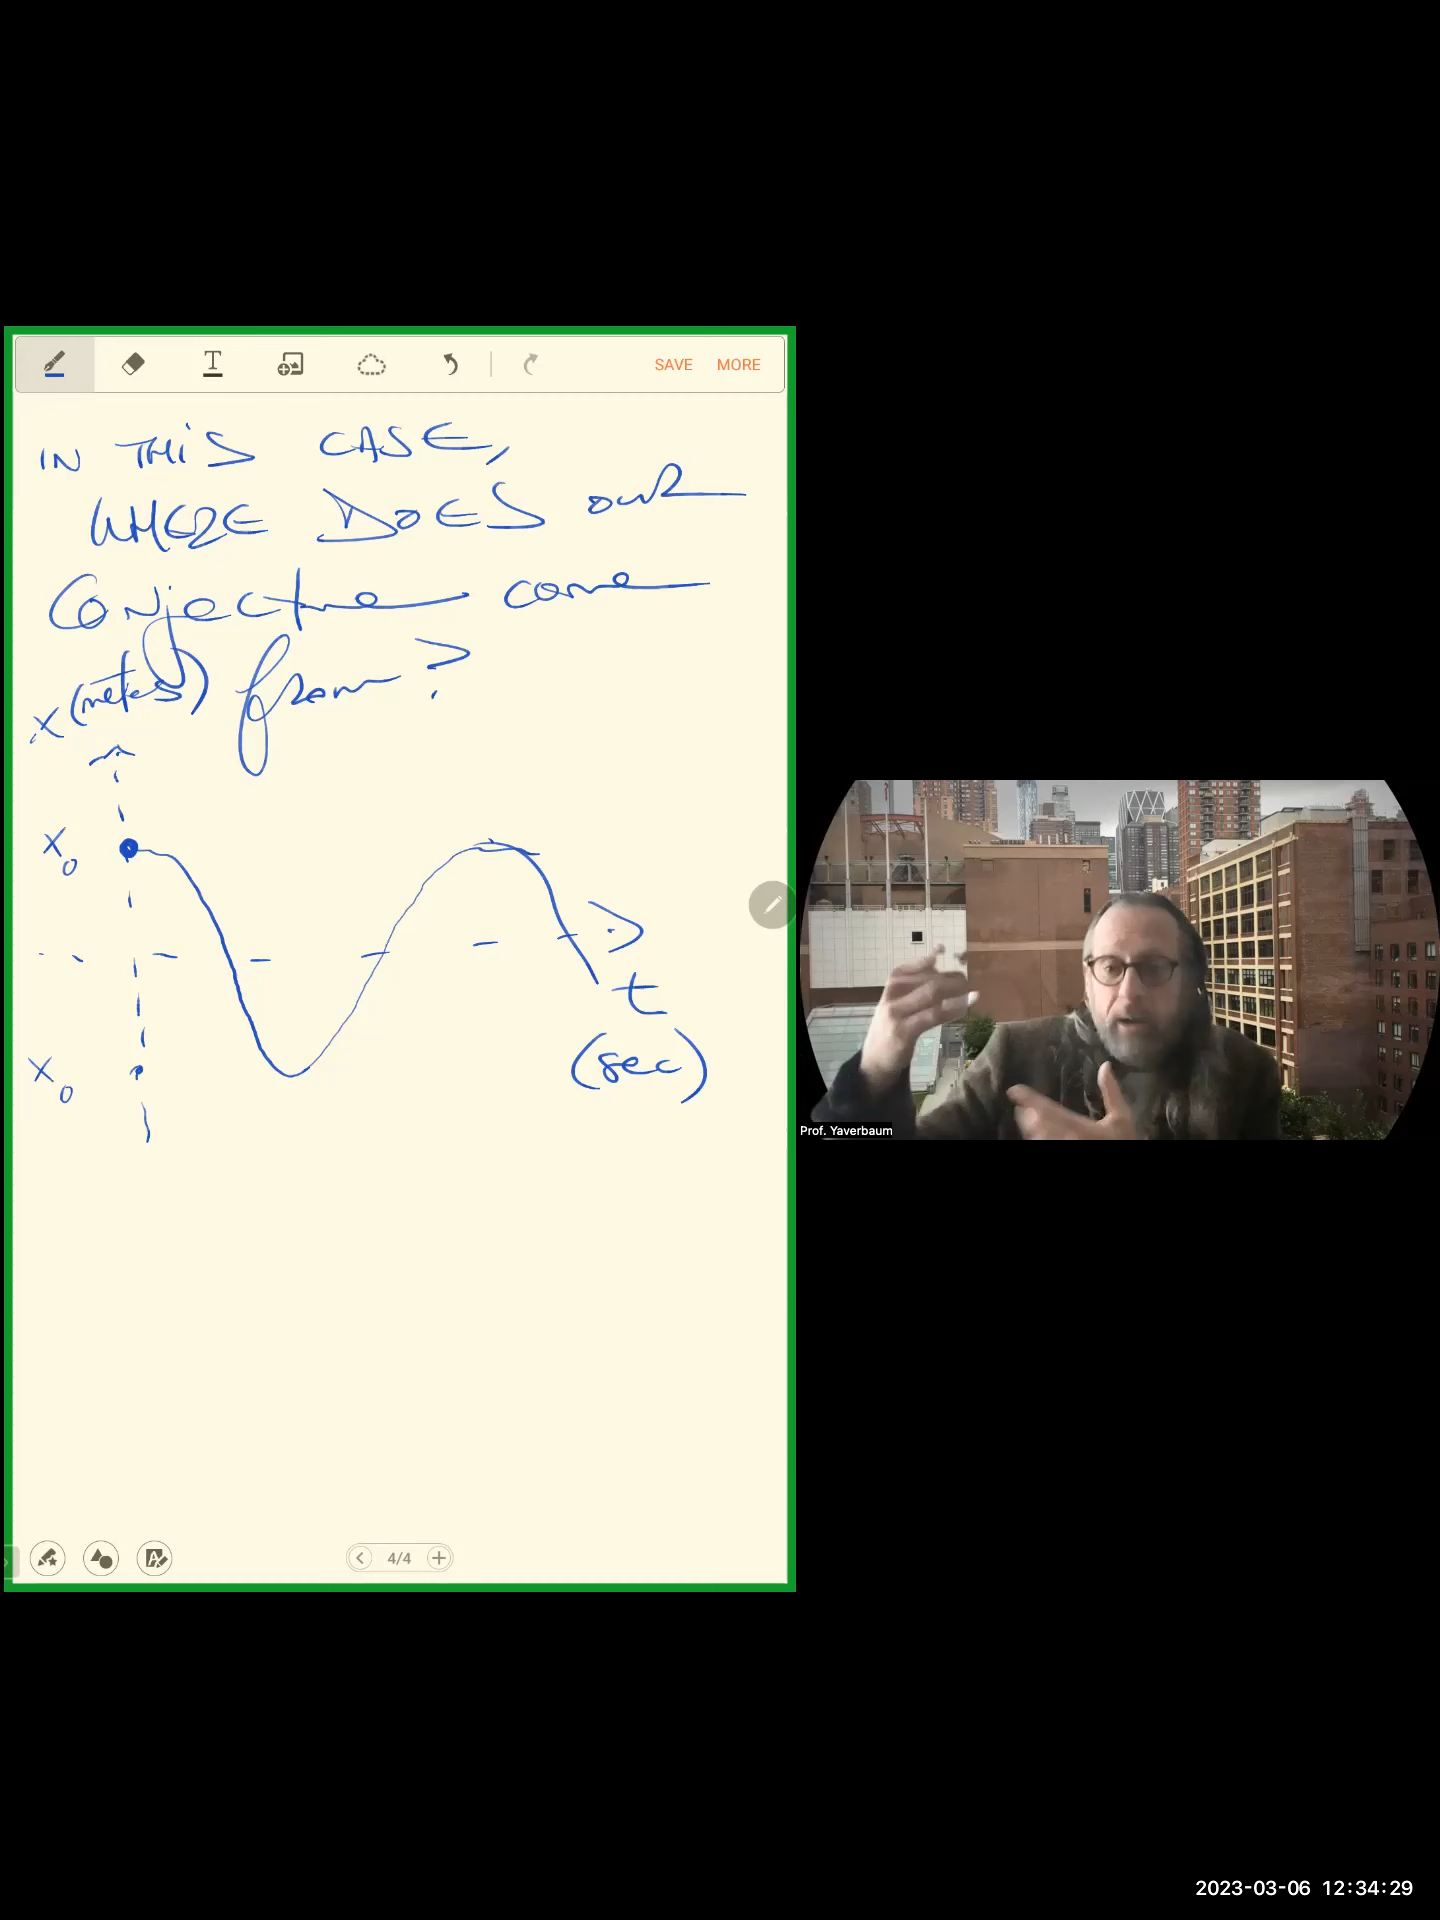 SAVE MORE
IN THIS CASE,
WHERE DOES OUR
Conjecture come
from?
x (meters)
x₀
t
(sec)
x₀
4/4
Prof. Yaverbaum
2023-03-06 12:34:29